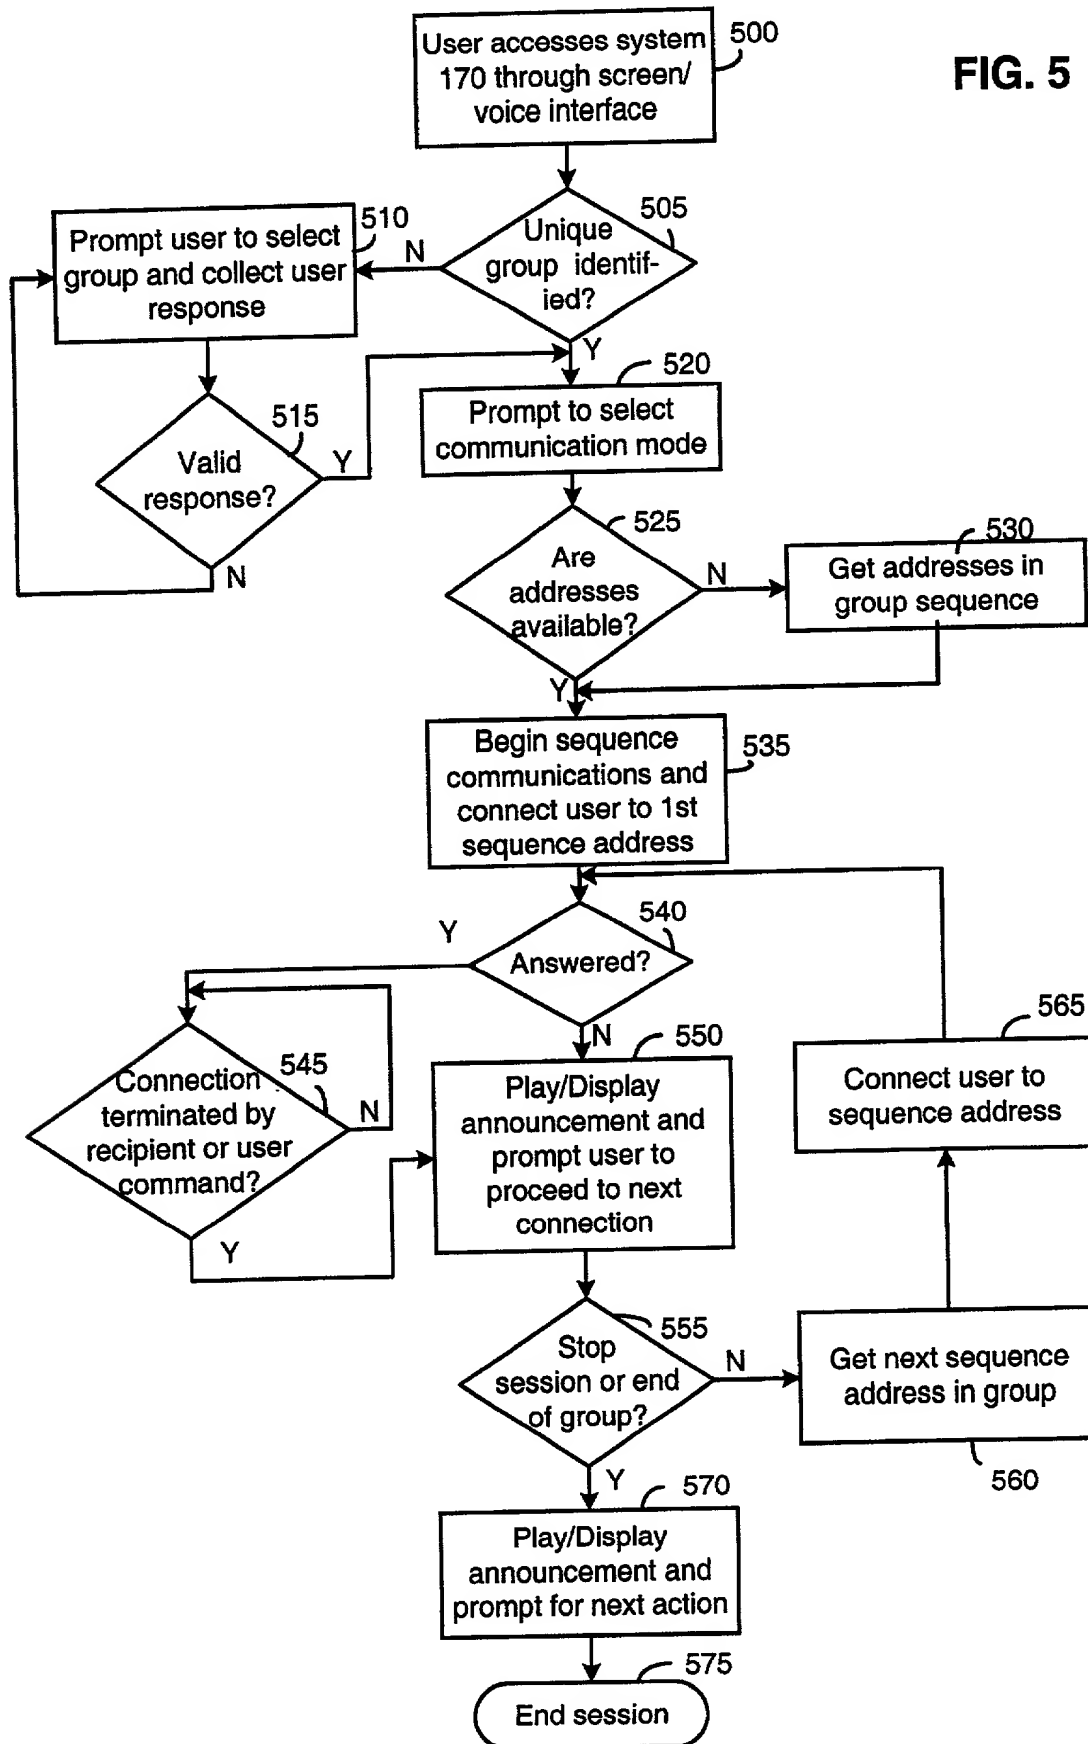 User accesses system
170 through screen/
voice interface
500
FIG. 5
Unique
group identif-
ied?
505
N
Y
Prompt user to select
group and collect user
response
510
Valid
response?
515
Y
N
520
Prompt to select
communication mode
Are
addresses
available?
525
N
Y
530
Get addresses in
group sequence
Begin sequence
communications and
connect user to 1st
sequence address
535
Answered?
540
Y
N
Connection
terminated by
recipient or user
command?
545
N
Y
550
Play/Display
announcement and
prompt user to
proceed to next
connection
565
Connect user to
sequence address
Stop
session or end
of group?
555
N
Y
Get next sequence
address in group
560
570
Play/Display
announcement and
prompt for next action
575
End session